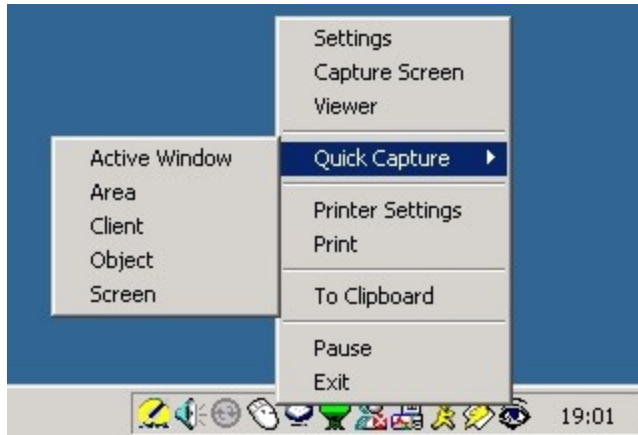 Settings
Capture Screen
Viewer
Quick Capture
Printer Settings
Print
To Clipboard
Pause
Exit
Active Window
Area
Client
Object
Screen
19:01